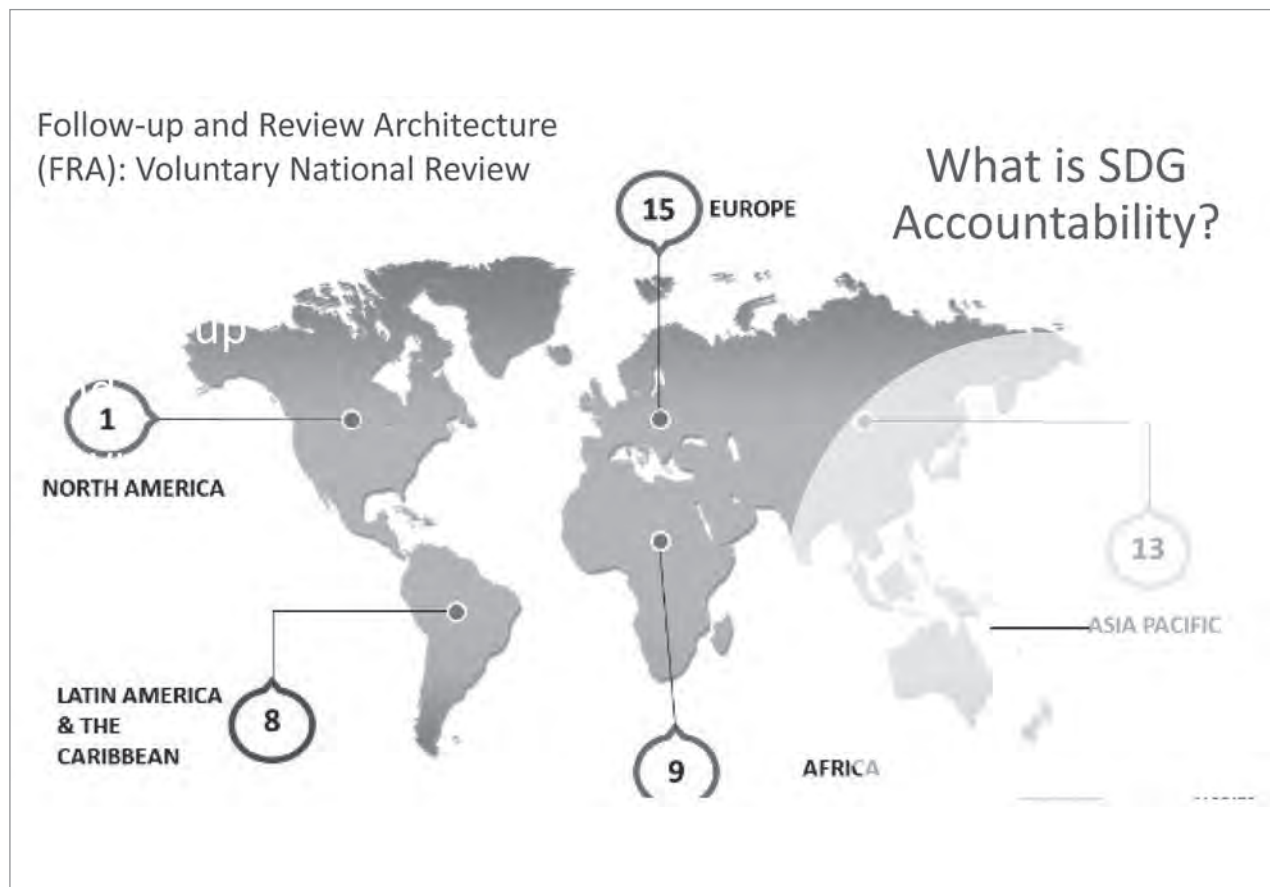 Follow-up and Review Architecture
(FRA): Voluntary National Review
What is SDG
Accountability?
15
EUROPE
up
1
NORTH AMERICA
13
ASIA PACIFIC
LATIN AMERICA
& THE
CARIBBEAN
8
9
AFRICA